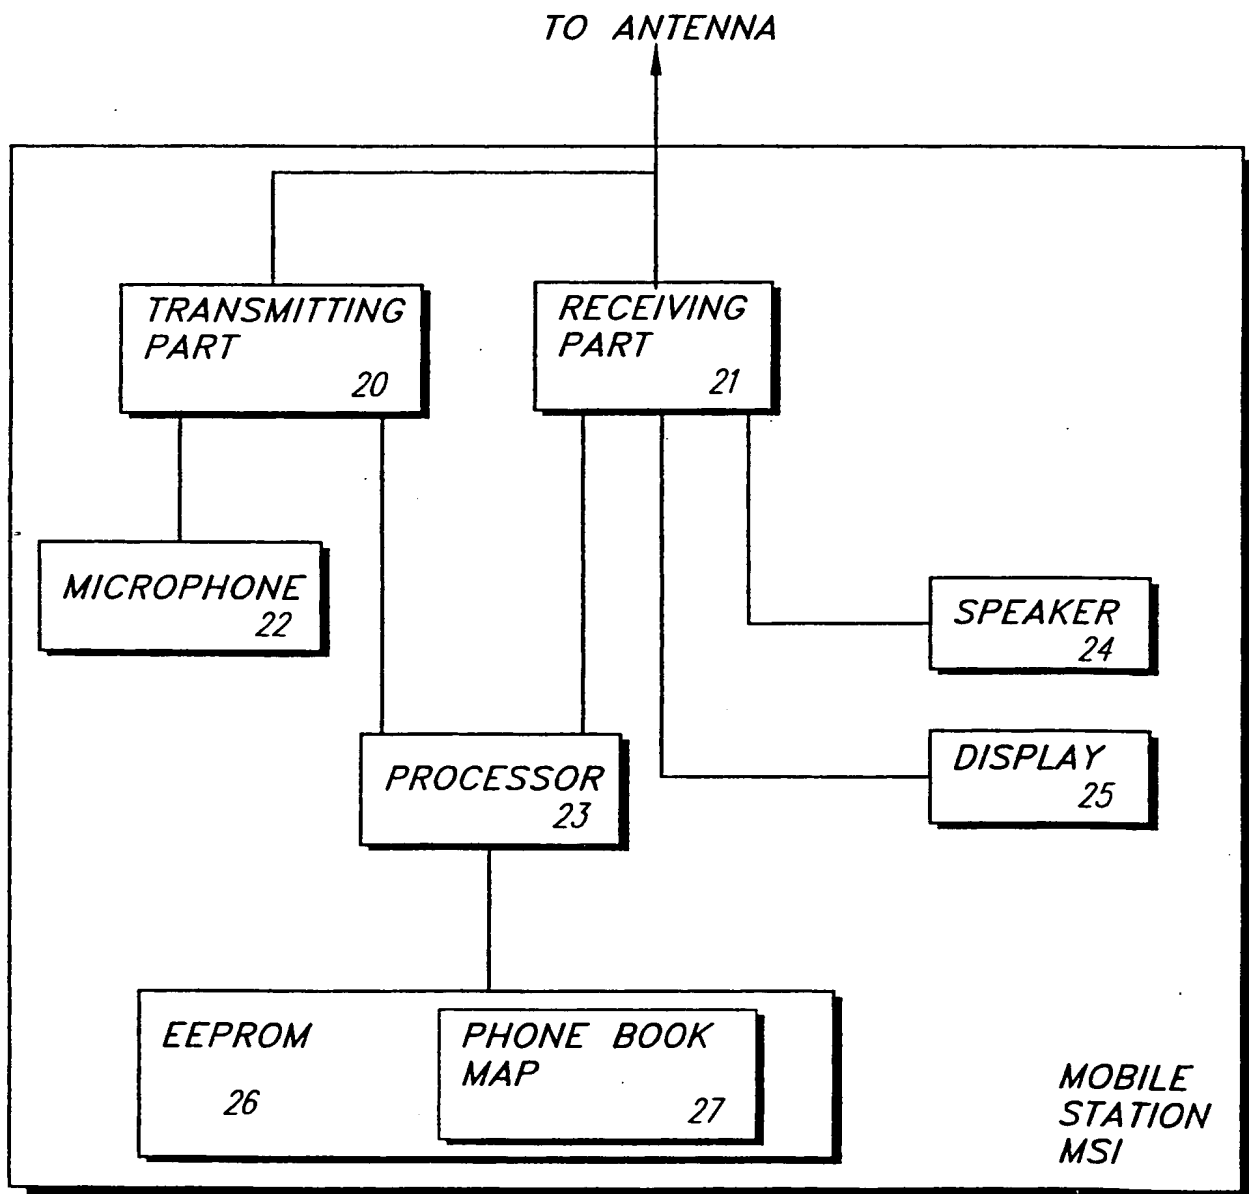 TO ANTENNA
TRANSMITTING
PART
20
RECEIVING
PART
21
MICROPHONE
22
SPEAKER
24
PROCESSOR
23
DISPLAY
25
EEPROM
26
PHONE BOOK
MAP
27
MOBILE
STATION
MSI